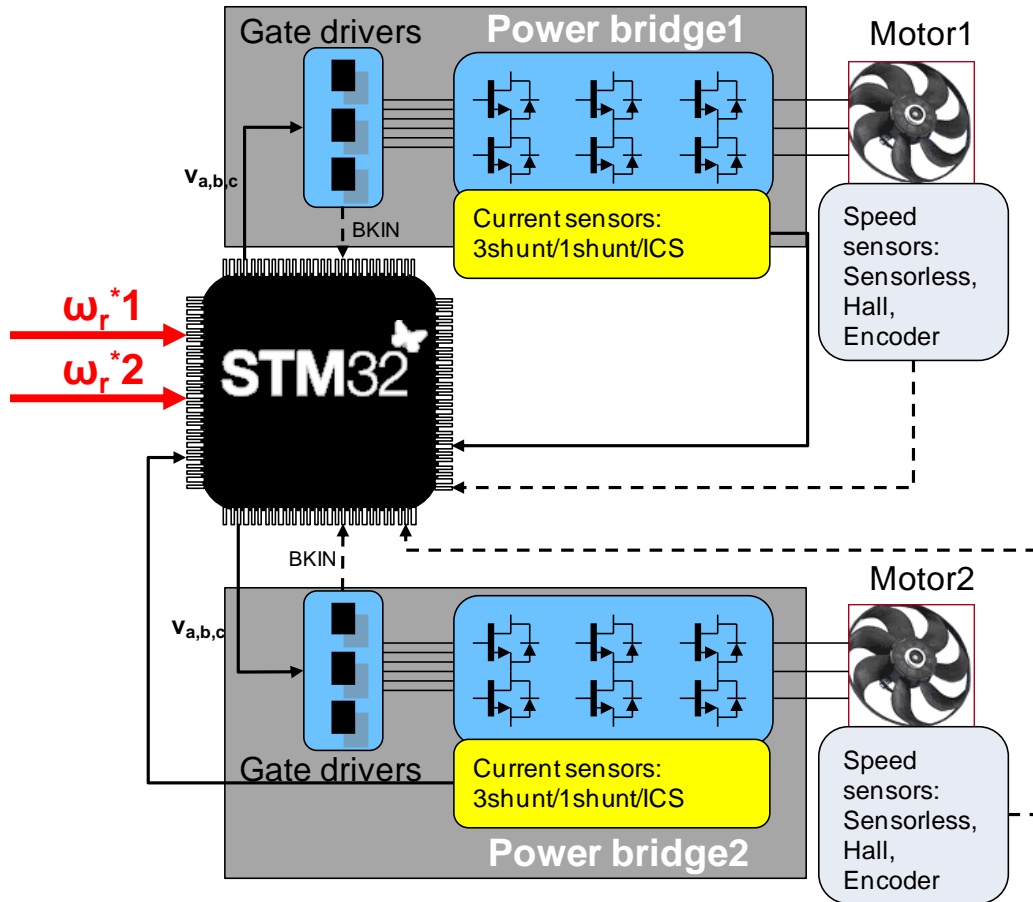 Gate drivers
Power bridge1
Motor1
va,b,c
BKIN
Current sensors:
3shunt/1shunt/ICS
Speed
sensors:
Sensorless,
Hall,
Encoder
ωr*1
ωr*2
STM32
BKIN
va,b,c
Motor2
Gate drivers
Current sensors:
3shunt/1shunt/ICS
Power bridge2
Speed
sensors:
Sensorless,
Hall,
Encoder